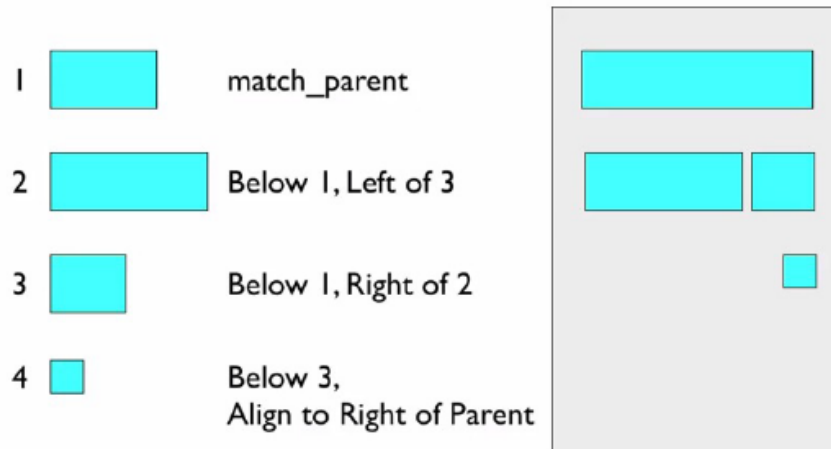 1 match_parent
2 Below 1, Left of 3
3 Below 1, Right of 2
4 Below 3,
Align to Right of Parent